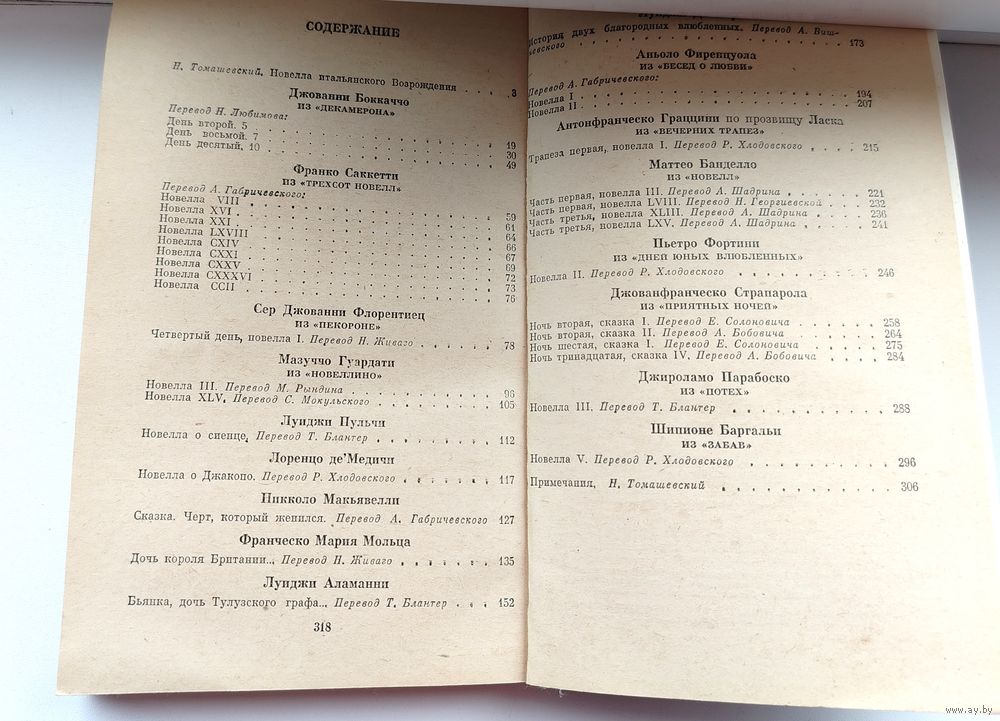 СОДЕРЖАНИЕ
Н. Томашевский. Новелла итальянского Возрождения . . . 3
Джованни Боккаччо
ИЗ «ДЕКАМЕРОНА»
Перевод Н. Любимова:
День второй. 5 . . . 19
День восьмой. 7 . . . 30
День десятый, 10 . . . 49
Франко Саккетти
ИЗ «ТРЕХСОТ НОВЕЛЛ»
Перевод А. Габричевского:
Новелла VIII . . . 59
Новелла XVI . . . 61
Новелла XXI . . . 64
Новелла LXVIII . . . 66
Новелла CXIV . . . 67
Новелла CXXI . . . 69
Новелла CXXV . . . 72
Новелла CXXXVI . . . 73
Новелла CCII . . . 76
Сер Джованни Флорентиец
ИЗ «ПЕКОРОНЕ»
Четвертый день, новелла I. Перевод Н. Живаго . . . 78
Мазуччо Гуардати
ИЗ «НОВЕЛЛИНО»
Новелла III. Перевод М. Рындина . . . 96
Новелла XLV. Перевод С. Мокульского . . . 105
Луиджи Пульчи
Новелла о сиенце. Перевод Т. Блантер . . . 112
Лоренцо де'Медичи
Новелла о Джакопо. Перевод Р. Хлодовского . . . 117
Никколо Макьявелли
Сказка. Черт, который женился. Перевод А. Габричевского 127
Франческо Мария Мольца
Дочь короля Британии... Перевод Н. Живаго . . . 135
Луиджи Аламанни
Бьянка, дочь Тулузского графа... Перевод Т. Блантер . . . 152
318
История двух благородных влюбленных. Перевод А. Виш-
невского . . . 173
Аньоло Фиренцуола
ИЗ «БЕСЕД О ЛЮБВИ»
Перевод А. Габричевского:
Новелла I . . . 194
Новелла II . . . 207
Антонфранческо Граццини по прозвищу Ласка
ИЗ «ВЕЧЕРНИХ ТРАПЕЗ»
Трапеза первая, новелла I. Перевод Р. Хлодовского . . . 215
Маттео Банделло
ИЗ «НОВЕЛЛ»
Часть первая, новелла III. Перевод А. Шадрина . . . 221
Часть первая, новелла LVIII. Перевод Н. Георгиевской . . 232
Часть третья, новелла XLIII. Перевод А. Шадрина . . . 236
Часть третья, новелла LXV. Перевод А. Шадрина . . . 241
Пьетро Фортини
ИЗ «ДНЕЙ ЮНЫХ ВЛЮБЛЕННЫХ»
Новелла II. Перевод Р. Хлодовского . . . 246
Джованфранческо Страпарола
ИЗ «ПРИЯТНЫХ НОЧЕЙ»
Ночь вторая, сказка I. Перевод Е. Солоновича . . . 258
Ночь вторая, сказка II. Перевод А. Бобовича . . . 264
Ночь шестая, сказка I. Перевод Е. Солоновича . . . 275
Ночь тринадцатая, сказка IV. Перевод А. Бобовича . . . 284
Джироламо Парабоско
ИЗ «ПОТЕХ»
Новелла III. Перевод Т. Блантер . . . 288
Шипионе Баргальи
ИЗ «ЗАБАВ»
Новелла V. Перевод Р. Хлодовского . . . 296
Примечания, Н. Томашевский . . . 306
www.ay.by